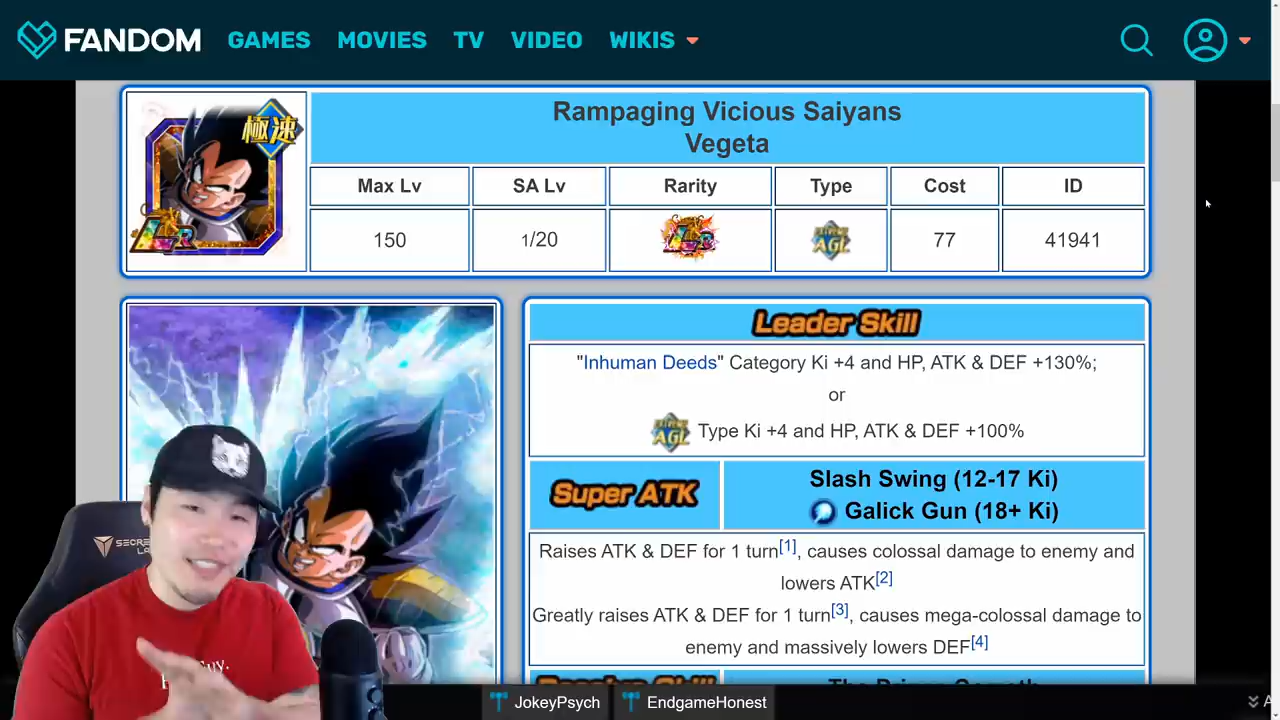 FANDOM GAMES MOVIES TV VIDEO WIKIS
極速
LR
Rampaging Vicious Saiyans
Vegeta
Max Lv SA Lv Rarity Type Cost ID
150 1/20 LR AGL 77 41941
Leader Skill
"Inhuman Deeds" Category Ki +4 and HP, ATK & DEF +130%;
or
AGL Type Ki +4 and HP, ATK & DEF +100%
Super ATK
Slash Swing (12-17 Ki)
Galick Gun (18+ Ki)
Raises ATK & DEF for 1 turn[1], causes colossal damage to enemy and
lowers ATK[2]
Greatly raises ATK & DEF for 1 turn[3], causes mega-colossal damage to
enemy and massively lowers DEF[4]
JokeyPsych EndgameHonest